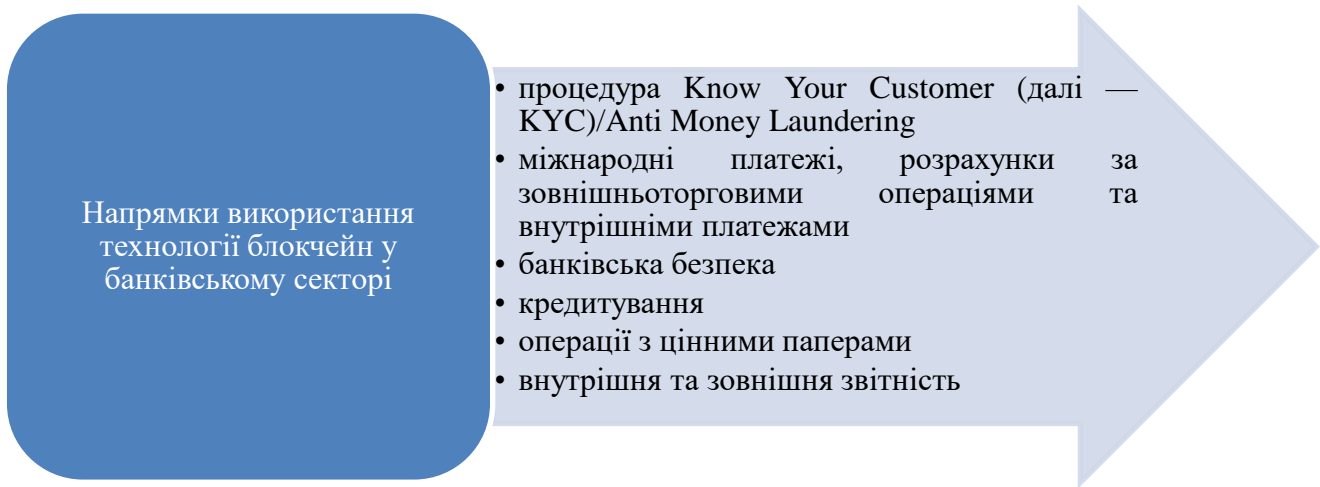 Напрямки використання
технології блокчейн у
банківському секторі
• процедура Know Your Customer (далі —
KYC)/Anti Money Laundering
• міжнародні платежі, розрахунки за
зовнішньоторговими операціями та
внутрішніми платежами
• банківська безпека
• кредитування
• операції з цінними паперами
• внутрішня та зовнішня звітність